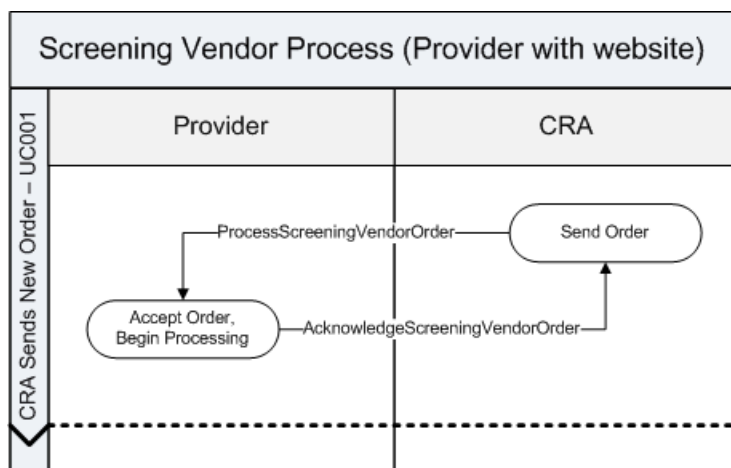 Screening Vendor Process (Provider with website)
Provider
CRA
CRA Sends New Order – UC001
ProcessScreeningVendorOrder
Send Order
Accept Order,
Begin Processing
AcknowledgeScreeningVendorOrder